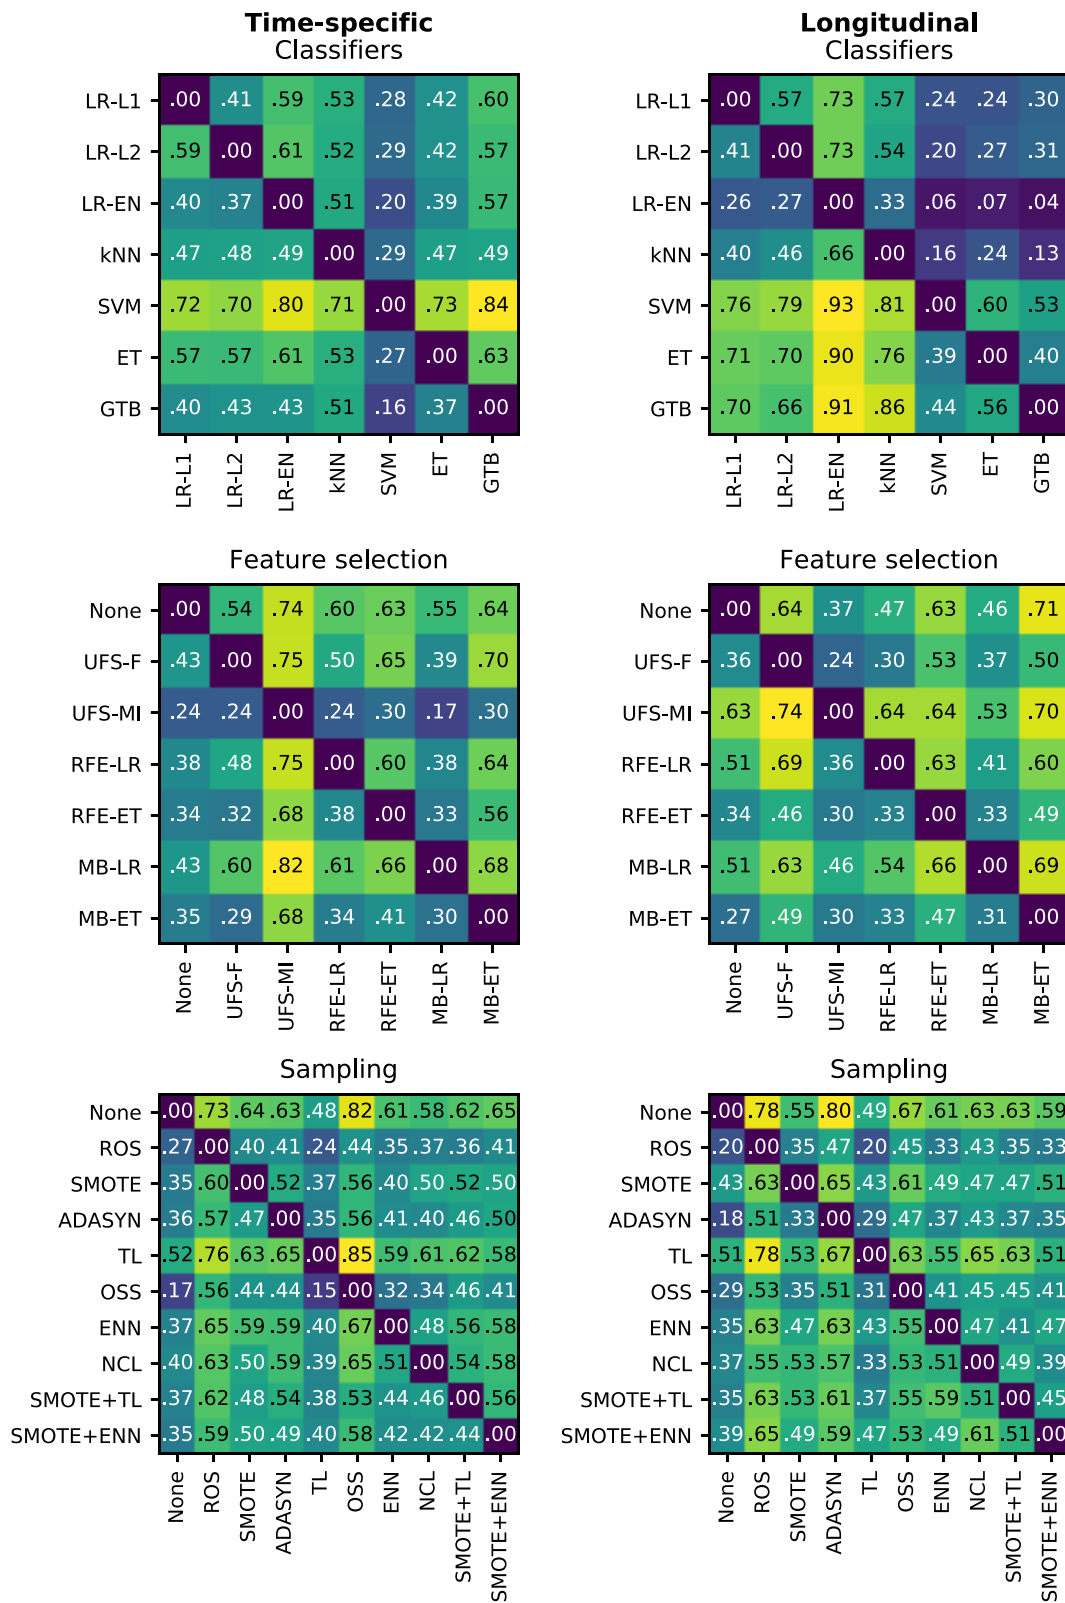 Time-specific
Classifiers
LR-L1 .00 .41 .59 .53 .28 .42 .60
LR-L2 .59 .00 .61 .52 .29 .42 .57
LR-EN .40 .37 .00 .51 .20 .39 .57
kNN .47 .48 .49 .00 .29 .47 .49
SVM .72 .70 .80 .71 .00 .73 .84
ET .57 .57 .61 .53 .27 .00 .63
GTB .40 .43 .43 .51 .16 .37 .00
LR-L1 LR-L2 LR-EN kNN SVM ET GTB
Longitudinal
Classifiers
LR-L1 .00 .57 .73 .57 .24 .24 .30
LR-L2 .41 .00 .73 .54 .20 .27 .31
LR-EN .26 .27 .00 .33 .06 .07 .04
kNN .40 .46 .66 .00 .16 .24 .13
SVM .76 .79 .93 .81 .00 .60 .53
ET .71 .70 .90 .76 .39 .00 .40
GTB .70 .66 .91 .86 .44 .56 .00
LR-L1 LR-L2 LR-EN kNN SVM ET GTB
Feature selection
None .00 .54 .74 .60 .63 .55 .64
UFS-F .43 .00 .75 .50 .65 .39 .70
UFS-MI .24 .24 .00 .24 .30 .17 .30
RFE-LR .38 .48 .75 .00 .60 .38 .64
RFE-ET .34 .32 .68 .38 .00 .33 .56
MB-LR .43 .60 .82 .61 .66 .00 .68
MB-ET .35 .29 .68 .34 .41 .30 .00
None UFS-F UFS-MI RFE-LR RFE-ET MB-LR MB-ET
Feature selection
None .00 .64 .37 .47 .63 .46 .71
UFS-F .36 .00 .24 .30 .53 .37 .50
UFS-MI .63 .74 .00 .64 .64 .53 .70
RFE-LR .51 .69 .36 .00 .63 .41 .60
RFE-ET .34 .46 .30 .33 .00 .33 .49
MB-LR .51 .63 .46 .54 .66 .00 .69
MB-ET .27 .49 .30 .33 .47 .31 .00
None UFS-F UFS-MI RFE-LR RFE-ET MB-LR MB-ET
Sampling
None .00 .73 .64 .63 .48 .82 .61 .58 .62 .65
ROS .27 .00 .40 .41 .24 .44 .35 .37 .36 .41
SMOTE .35 .60 .00 .52 .37 .56 .40 .50 .52 .50
ADASYN .36 .57 .47 .00 .35 .56 .41 .40 .46 .50
TL .52 .76 .63 .65 .00 .85 .59 .61 .62 .58
OSS .17 .56 .44 .44 .15 .00 .32 .34 .46 .41
ENN .37 .65 .59 .59 .40 .67 .00 .48 .56 .58
NCL .40 .63 .50 .59 .39 .65 .51 .00 .54 .58
SMOTE+TL .37 .62 .48 .54 .38 .53 .44 .46 .00 .56
SMOTE+ENN .35 .59 .50 .49 .40 .58 .42 .42 .44 .00
None ROS SMOTE ADASYN TL OSS ENN NCL SMOTE+TL SMOTE+ENN
Sampling
None .00 .78 .55 .80 .49 .67 .61 .63 .63 .59
ROS .20 .00 .35 .47 .20 .45 .33 .43 .35 .33
SMOTE .43 .63 .00 .65 .43 .61 .49 .47 .47 .51
ADASYN .18 .51 .33 .00 .29 .47 .37 .43 .37 .35
TL .51 .78 .53 .67 .00 .63 .55 .65 .63 .51
OSS .29 .53 .35 .51 .31 .00 .41 .45 .45 .41
ENN .35 .63 .47 .63 .43 .55 .00 .47 .41 .47
NCL .37 .55 .53 .57 .33 .53 .51 .00 .49 .39
SMOTE+TL .35 .63 .53 .61 .37 .55 .59 .51 .00 .45
SMOTE+ENN .39 .65 .49 .59 .47 .53 .49 .61 .51 .00
None ROS SMOTE ADASYN TL OSS ENN NCL SMOTE+TL SMOTE+ENN